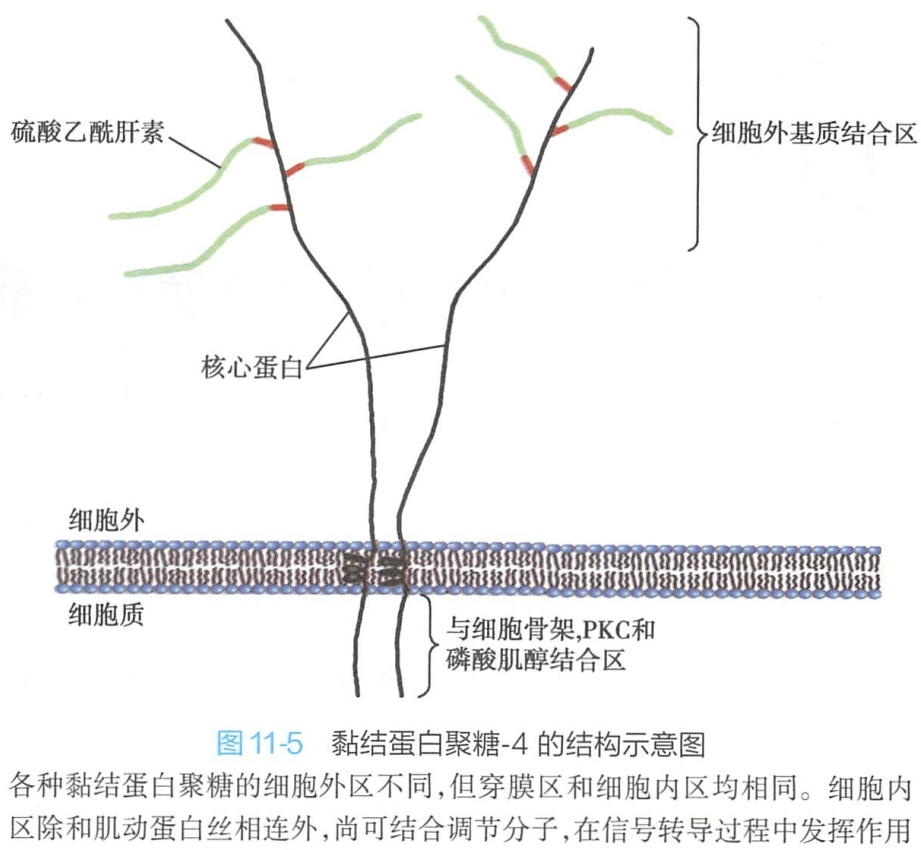 硫酸乙酰肝素
细胞外基质结合区
核心蛋白
细胞外
细胞质
与细胞骨架,PKC和
磷酸肌醇结合区
图 11-5 黏结蛋白聚糖-4 的结构示意图
各种黏结蛋白聚糖的细胞外区不同,但穿膜区和细胞内区均相同。细胞内
区除和肌动蛋白丝相连外,尚可结合调节分子,在信号转导过程中发挥作用